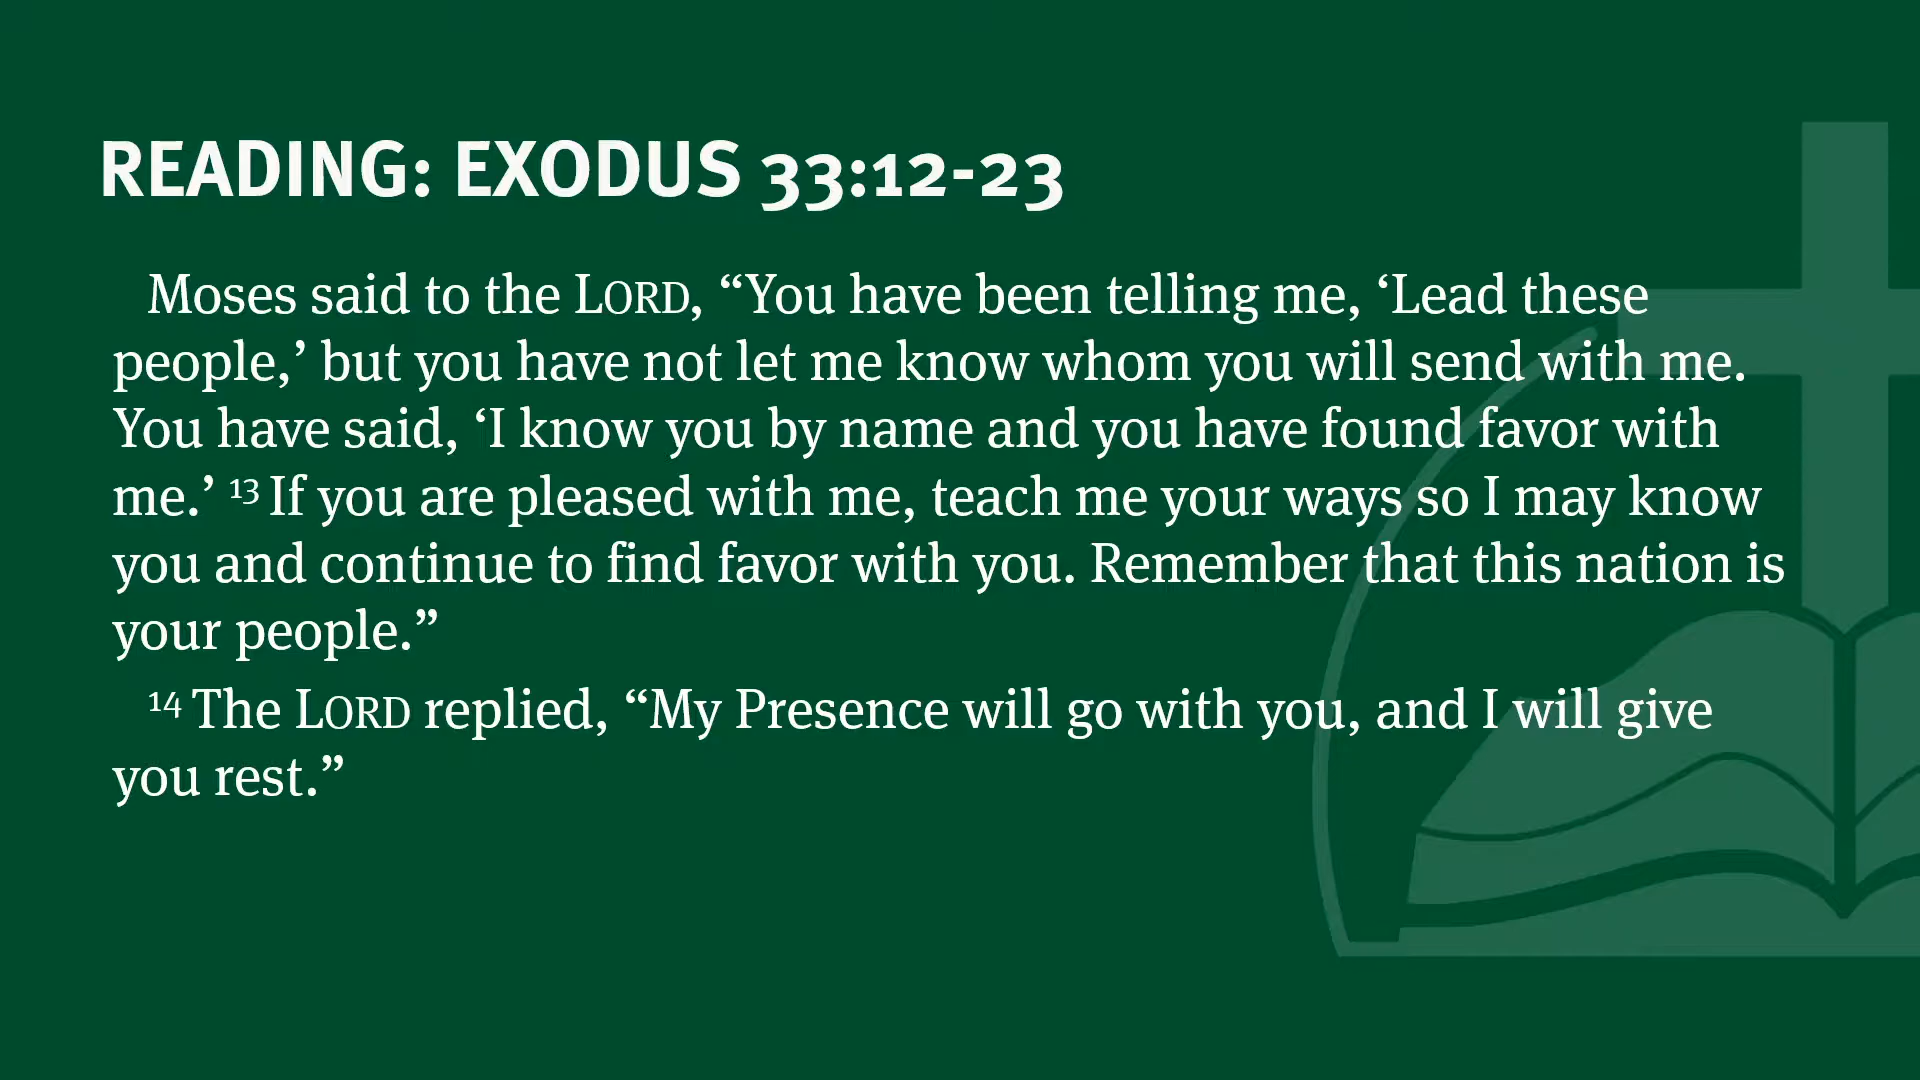 READING: EXODUS 33:12-23
Moses said to the LORD, “You have been telling me, ‘Lead these
people,’ but you have not let me know whom you will send with me.
You have said, ‘I know you by name and you have found favor with
me.’ 13 If you are pleased with me, teach me your ways so I may know
you and continue to find favor with you. Remember that this nation is
your people.”
14 The LORD replied, “My Presence will go with you, and I will give
you rest.”